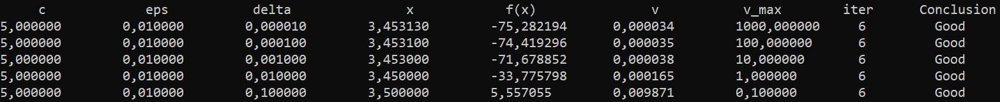 c eps delta x f(x) v v_max iter Conclusion
5,000000 0,010000 0,000010 3,453130 -75,282194 0,000034 1000,000000 6 Good
5,000000 0,010000 0,000100 3,453100 -74,419296 0,000035 100,000000 6 Good
5,000000 0,010000 0,001000 3,453000 -71,678852 0,000038 10,000000 6 Good
5,000000 0,010000 0,010000 3,450000 -33,775798 0,000165 1,000000 6 Good
5,000000 0,010000 0,100000 3,500000 5,557055 0,009871 0,100000 6 Good